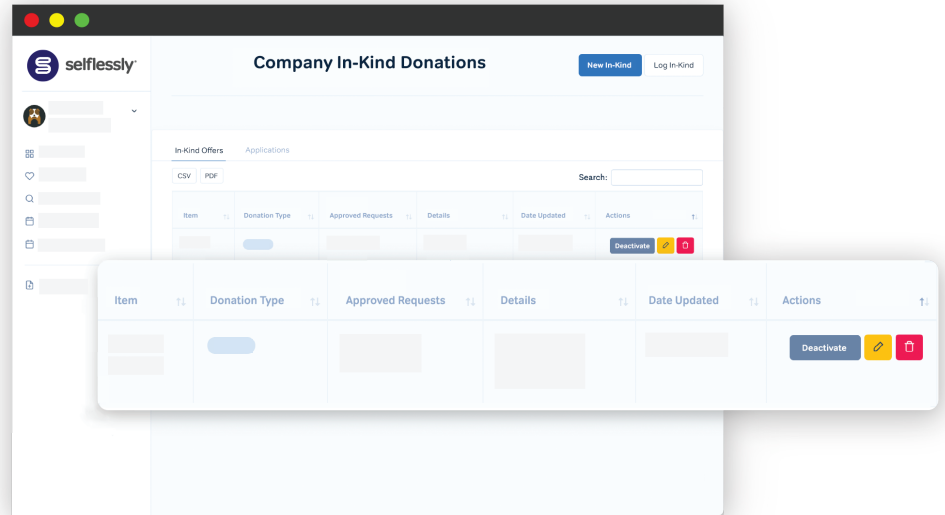 selflessly
Company In-Kind Donations
New In-Kind
Log In-Kind
In-Kind Offers
Applications
CSV
PDF
Search:
Item
Donation Type
Approved Requests
Details
Date Updated
Actions
Deactivate
Item
Donation Type
Approved Requests
Details
Date Updated
Actions
Deactivate